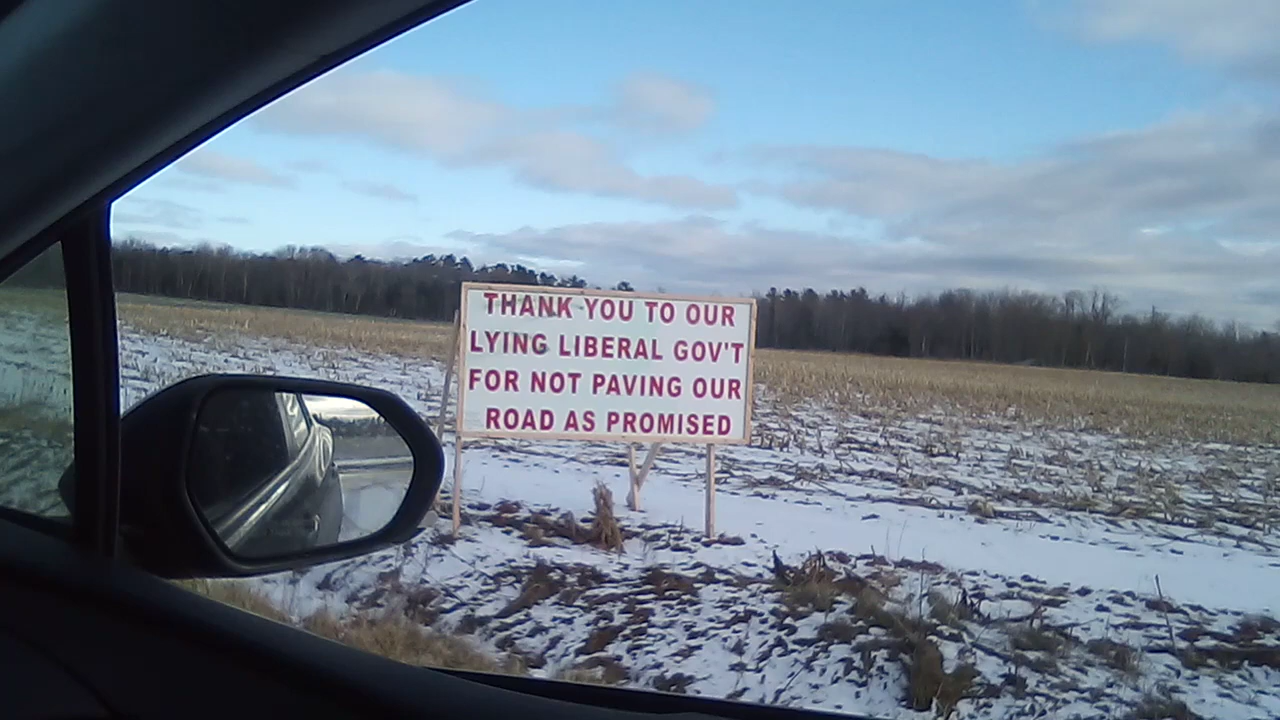 THANK YOU TO OUR
LYING LIBERAL GOV'T
FOR NOT PAVING OUR
ROAD AS PROMISED